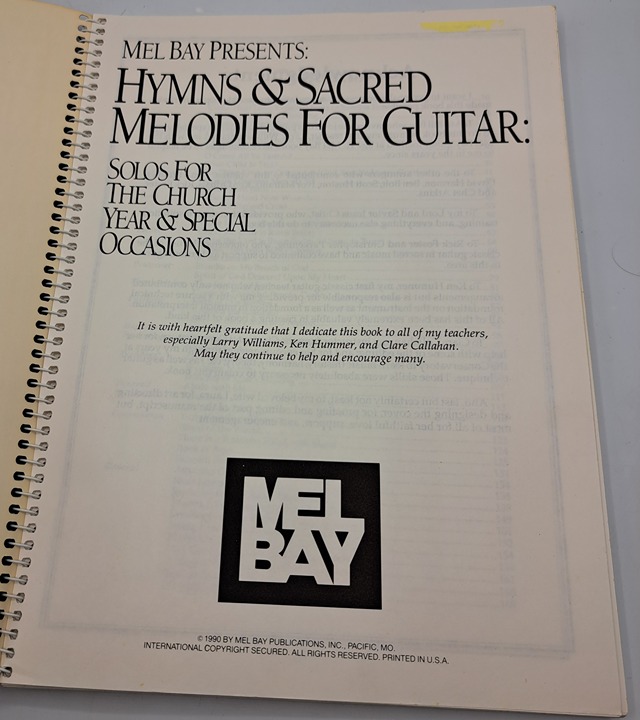 MEL BAY PRESENTS:
HYMNS & SACRED
MELODIES FOR GUITAR:
SOLOS FOR
THE CHURCH
YEAR & SPECIAL
OCCASIONS
It is with heartfelt gratitude that I dedicate this book to all of my teachers,
especially Larry Williams, Ken Hummer, and Clare Callahan.
May they continue to help and encourage many.
MEL
BAY
© 1990 BY MEL BAY PUBLICATIONS, INC., PACIFIC, MO.
INTERNATIONAL COPYRIGHT SECURED. ALL RIGHTS RESERVED. PRINTED IN U.S.A.